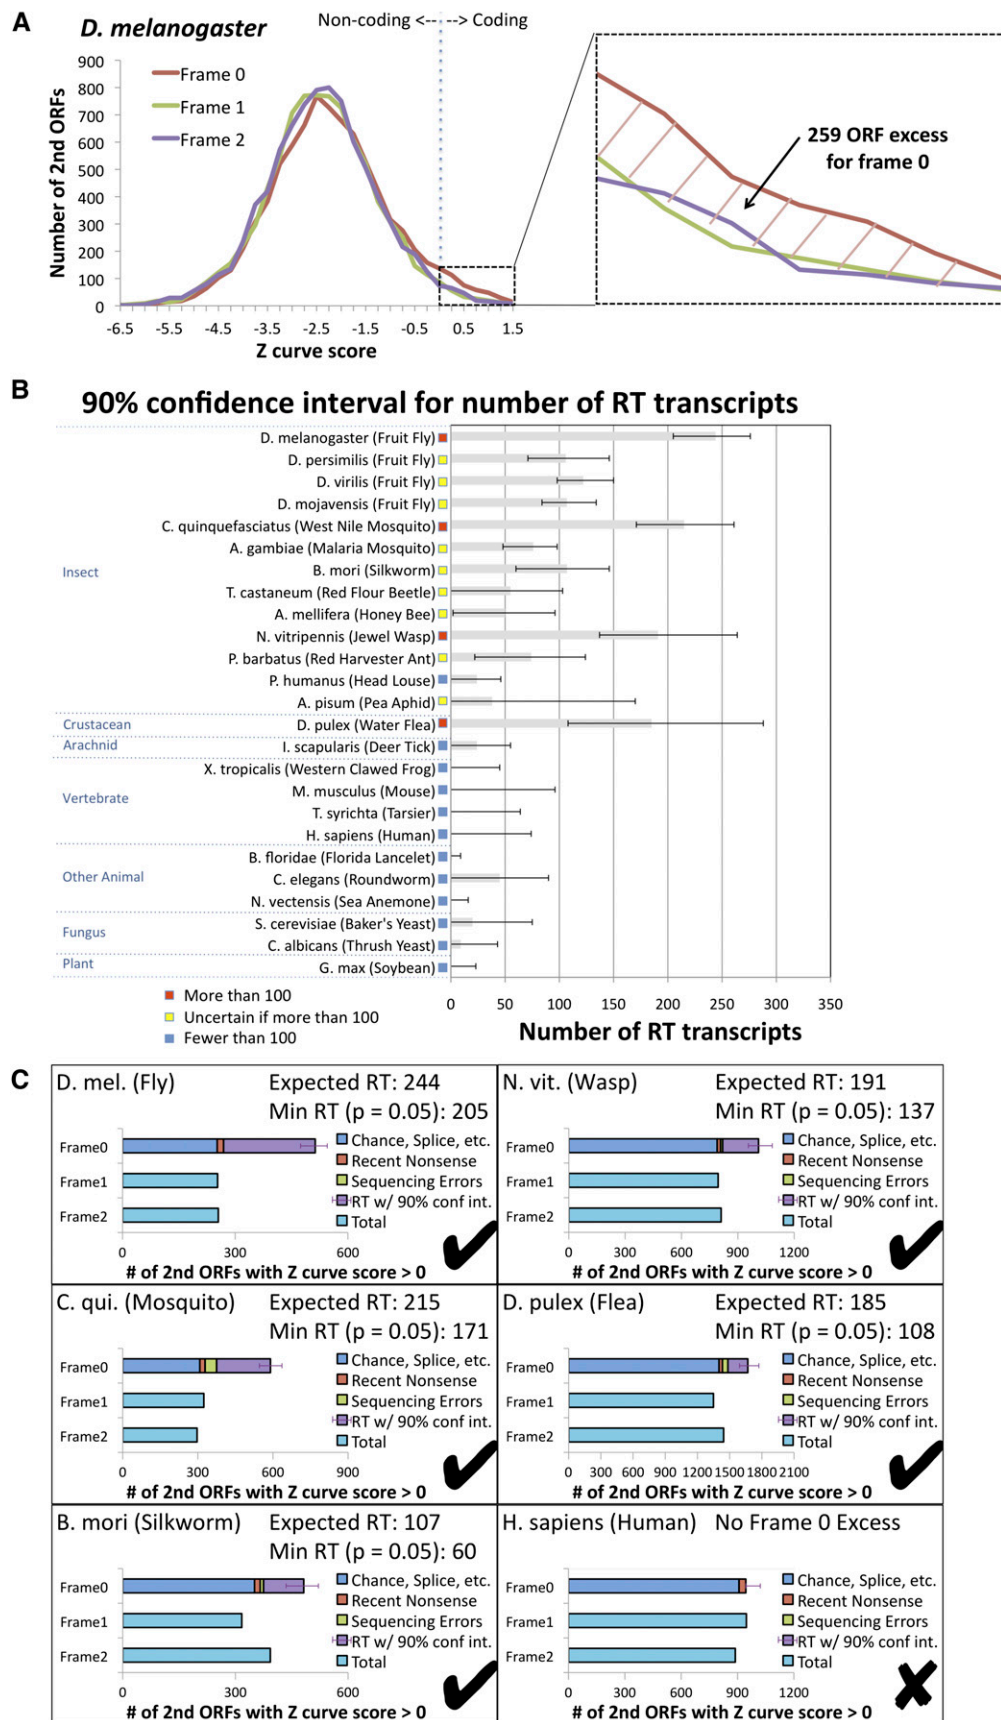 A
D. melanogaster
Non-coding <-- --> Coding
Number of 2nd ORFs
900
800
700
600
500
400
300
200
100
0
Frame 0
Frame 1
Frame 2
-6.5 -5.5 -4.5 -3.5 -2.5 -1.5 -0.5 0.5 1.5
Z curve score
259 ORF excess
for frame 0
B
90% confidence interval for number of RT transcripts
Insect
D. melanogaster (Fruit Fly)
D. persimilis (Fruit Fly)
D. virilis (Fruit Fly)
D. mojavensis (Fruit Fly)
C. quinquefasciatus (West Nile Mosquito)
A. gambiae (Malaria Mosquito)
B. mori (Silkworm)
T. castaneum (Red Flour Beetle)
A. mellifera (Honey Bee)
N. vitripennis (Jewel Wasp)
P. barbatus (Red Harvester Ant)
P. humanus (Head Louse)
A. pisum (Pea Aphid)
Crustacean
D. pulex (Water Flea)
Arachnid
I. scapularis (Deer Tick)
Vertebrate
X. tropicalis (Western Clawed Frog)
M. musculus (Mouse)
T. syrichta (Tarsier)
H. sapiens (Human)
Other Animal
B. floridae (Florida Lancelet)
C. elegans (Roundworm)
N. vectensis (Sea Anemone)
Fungus
S. cerevisiae (Baker's Yeast)
C. albicans (Thrush Yeast)
Plant
G. max (Soybean)
More than 100
Uncertain if more than 100
Fewer than 100
0 50 100 150 200 250 300 350
Number of RT transcripts
C
D. mel. (Fly) Expected RT: 244
Min RT (p = 0.05): 205
Frame0
Frame1
Frame2
Chance, Splice, etc.
Recent Nonsense
Sequencing Errors
RT w/ 90% conf int.
Total
0 300 600
# of 2nd ORFs with Z curve score > 0
N. vit. (Wasp) Expected RT: 191
Min RT (p = 0.05): 137
Frame0
Frame1
Frame2
Chance, Splice, etc.
Recent Nonsense
Sequencing Errors
RT w/ 90% conf int.
Total
0 300 600 900 1200
# of 2nd ORFs with Z curve score > 0
C. qui. (Mosquito) Expected RT: 215
Min RT (p = 0.05): 171
Frame0
Frame1
Frame2
Chance, Splice, etc.
Recent Nonsense
Sequencing Errors
RT w/ 90% conf int.
Total
0 300 600 900
# of 2nd ORFs with Z curve score > 0
D. pulex (Flea) Expected RT: 185
Min RT (p = 0.05): 108
Frame0
Frame1
Frame2
Chance, Splice, etc.
Recent Nonsense
Sequencing Errors
RT w/ 90% conf int.
Total
0 300 600 900 1200 1500 1800 2100
# of 2nd ORFs with Z curve score > 0
B. mori (Silkworm) Expected RT: 107
Min RT (p = 0.05): 60
Frame0
Frame1
Frame2
Chance, Splice, etc.
Recent Nonsense
Sequencing Errors
RT w/ 90% conf int.
Total
0 300 600
# of 2nd ORFs with Z curve score > 0
H. sapiens (Human) No Frame 0 Excess
Frame0
Frame1
Frame2
Chance, Splice, etc.
Recent Nonsense
Sequencing Errors
RT w/ 90% conf int.
Total
0 300 600 900 1200
# of 2nd ORFs with Z curve score > 0